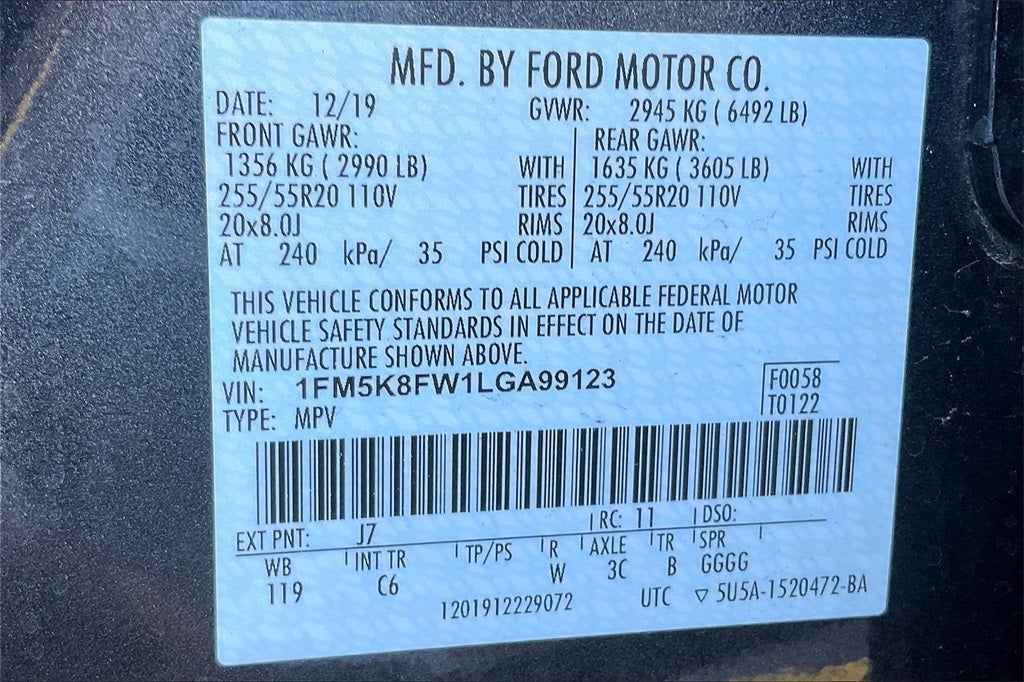 MFD. BY FORD MOTOR CO.
DATE: 12/19 GVWR: 2945 KG ( 6492 LB)
FRONT GAWR: REAR GAWR:
1356 KG ( 2990 LB) WITH 1635 KG ( 3605 LB) WITH
255/55R20 110V TIRES 255/55R20 110V TIRES
20x8.0J RIMS 20x8.0J RIMS
AT 240 kPa/ 35 PSI COLD AT 240 kPa/ 35 PSI COLD
THIS VEHICLE CONFORMS TO ALL APPLICABLE FEDERAL MOTOR
VEHICLE SAFETY STANDARDS IN EFFECT ON THE DATE OF
MANUFACTURE SHOWN ABOVE.
VIN: 1FM5K8FW1LGA99123 F0058
TYPE: MPV T0122
EXT PNT: J7 RC: 11 DSO:
WB INT TR TP/PS R AXLE TR SPR
119 C6 W 3C B GGGG
1201912229072 UTC ▽ 5U5A-1520472-BA